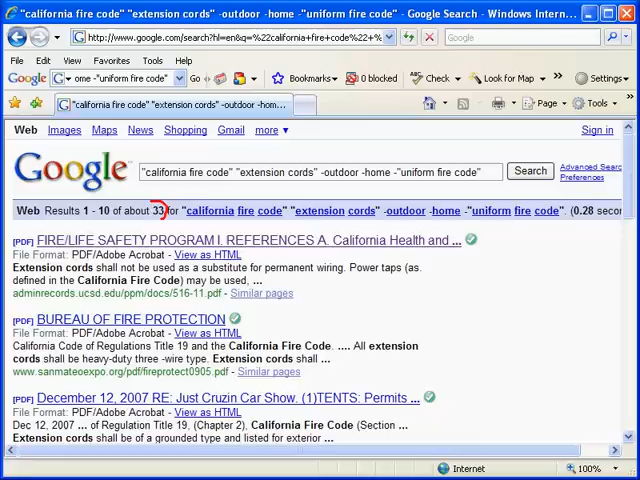 "california fire code" "extension cords" -outdoor -home -"uniform fire code" - Google Search - Windows Intern...
http://www.google.com/search?hl=en&q=%22california+fire+code+%
Google
File Edit View Favorites Tools Help
Google G ome -"uniform fire code" Go Bookmarks 0 blocked Check Look for Map Settings
"california fire code" "extension cords" -outdoor -hom... Page Tools
Web Images Maps News Shopping Gmail more ▼ Sign in
Google "california fire code" "extension cords" -outdoor -home -"uniform fire code" Search Advanced Searc
Preferences
Web Results 1 - 10 of about 33 for "california fire code" "extension cords" -outdoor -home -"uniform fire code". (0.28 secon
[PDF] FIRE/LIFE SAFETY PROGRAM I. REFERENCES A. California Health and ...
File Format: PDF/Adobe Acrobat - View as HTML
Extension cords shall not be used as a substitute for permanent wiring. Power taps (as.
defined in the California Fire Code) may be, ...
adminrecords.ucsd.edu/ppm/docs/516-11.pdf - Similar pages
[PDF] BUREAU OF FIRE PROTECTION
File Format: PDF/Adobe Acrobat - View as HTML
California Code of Regulations Title 19 and the California Fire Code. .... All extension
cords shall be heavy-duty three -wire type. Extension cords shall ...
www.sanmateoexpo.org/pdf/fireprotect0905.pdf - Similar pages
[PDF] December 12, 2007 RE: Just Cruzin Car Show. (1)TENTS: Permits ...
File Format: PDF/Adobe Acrobat - View as HTML
Dec 12, 2007 ... of Regulation Title 19, (Chapter 2), California Fire Code (Section ...
Extension cords shall be of a grounded type and listed for exterior ...
Internet 100%